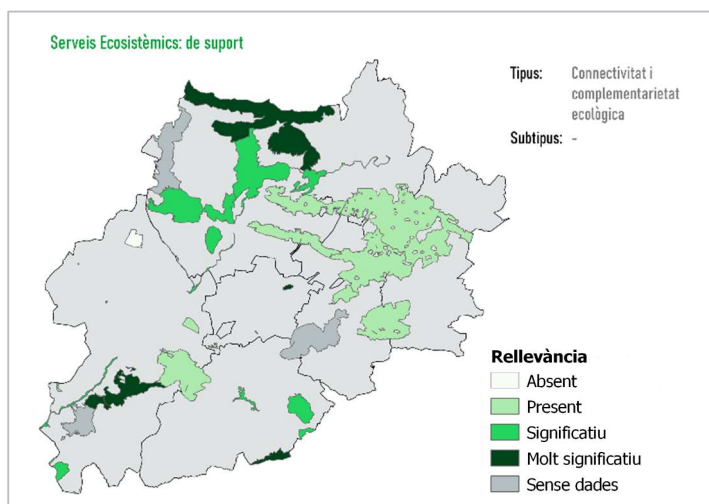 Serveis Ecosistèmics: de suport
Tipus: Connectivitat i
complementarietat
ecològica
Subtipus: -
Rellevància
Absent
Present
Significatiu
Molt significatiu
Sense dades